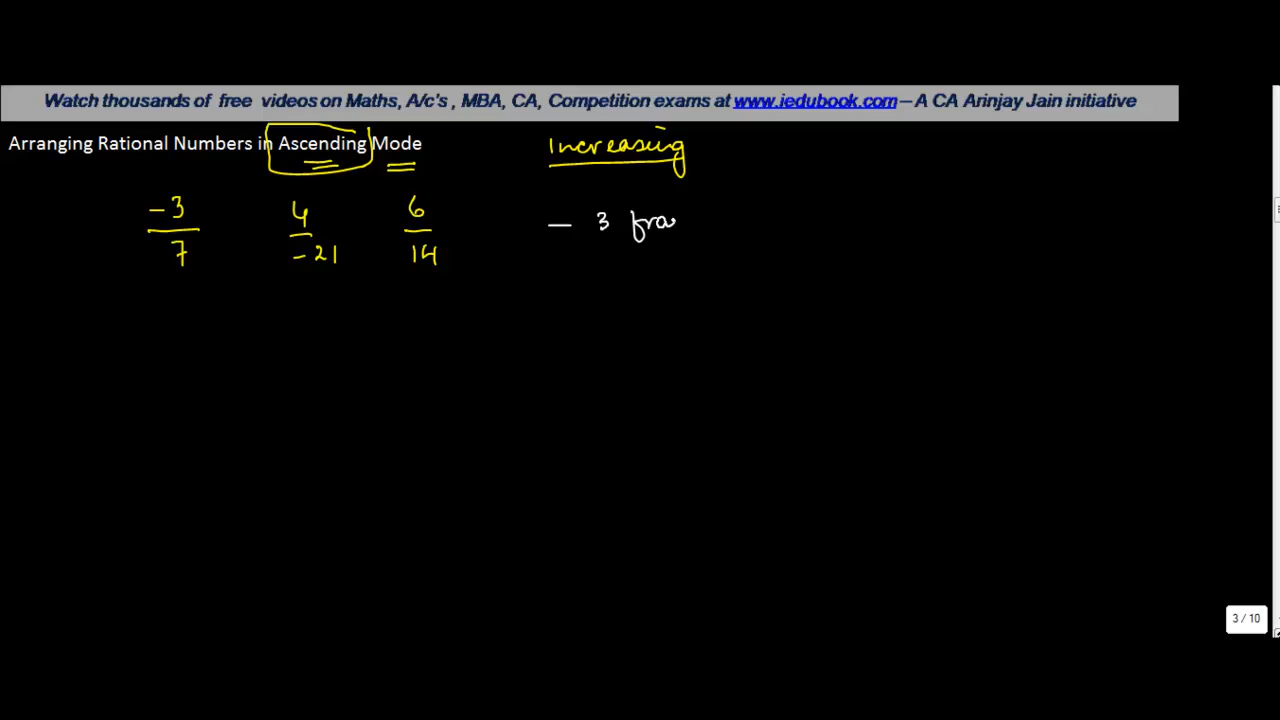 Watch thousands of free videos on Maths, A/c's , MBA, CA, Competition exams at www.iedubook.com – A CA Arinjay Jain initiative
Arranging Rational Numbers in Ascending Mode Increasing
-3/7 4/-21 6/14 — 3 fra
3 / 10